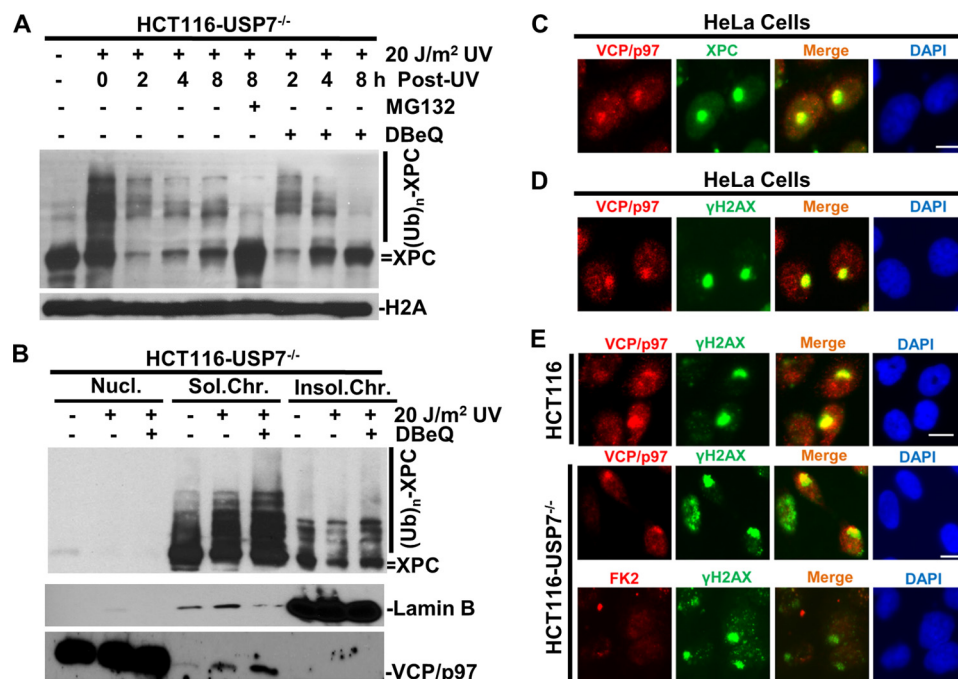 A
HCT116-USP7-/-
- + + + + + + + + 20 J/m² UV
- 0 2 4 8 8 2 4 8 h Post-UV
- - - - - + MG132
- - - - - - + + + DBeQ
(Ub)n-XPC
=XPC
-H2A
B
HCT116-USP7-/-
Nucl. Sol.Chr. Insol.Chr.
- + + - + + - + + 20 J/m² UV
- - + - - + - - + DBeQ
(Ub)n-XPC
=XPC
-Lamin B
-VCP/p97
C
HeLa Cells
VCP/p97 XPC Merge DAPI
D
HeLa Cells
VCP/p97 γH2AX Merge DAPI
E
HCT116
VCP/p97 γH2AX Merge DAPI
HCT116-USP7-/-
VCP/p97 γH2AX Merge DAPI
FK2 γH2AX Merge DAPI